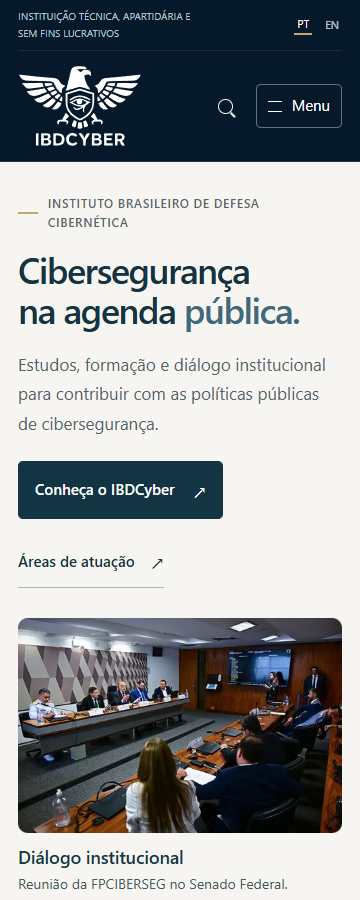 INSTITUIÇÃO TÉCNICA, APARTIDÁRIA E
SEM FINS LUCRATIVOS
PT EN
IBDCYBER
Menu
INSTITUTO BRASILEIRO DE DEFESA
CIBERNÉTICA
Cibersegurança
na agenda pública.
Estudos, formação e diálogo institucional
para contribuir com as políticas públicas
de cibersegurança.
Conheça o IBDCyber
Áreas de atuação
Diálogo institucional
Reunião da FPCIBERSEG no Senado Federal.